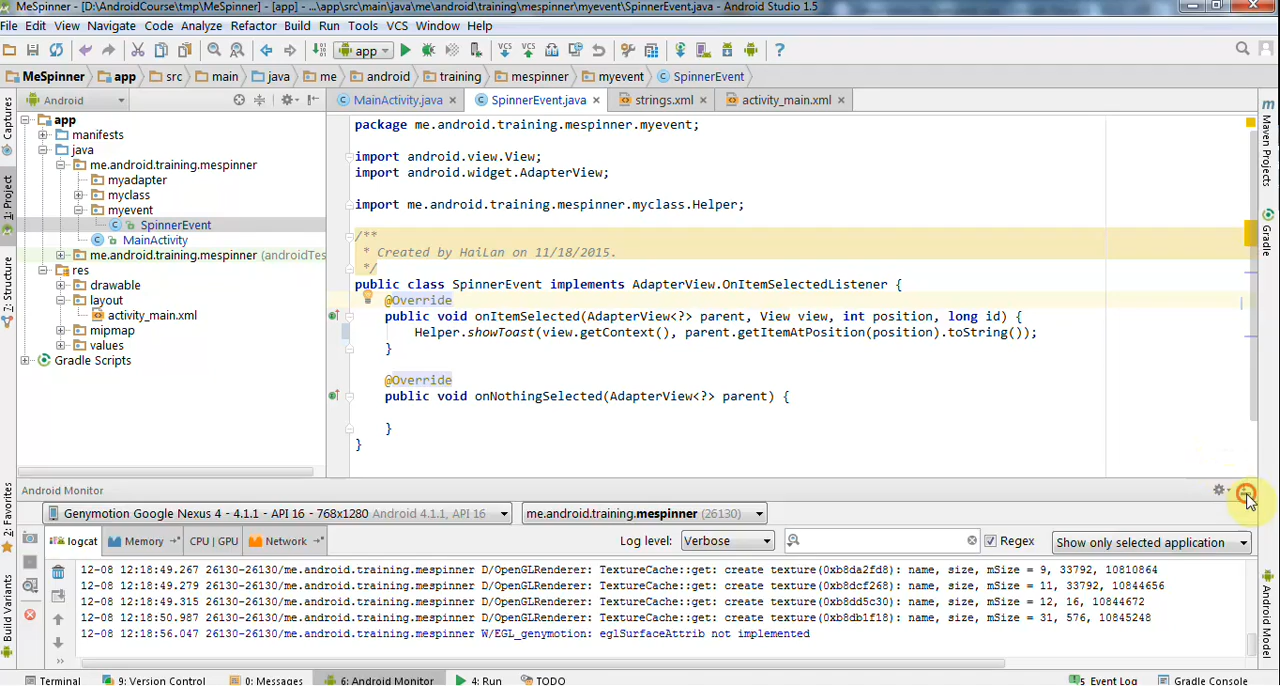 MeSpinner - [D:\AndroidCourse\tmp\MeSpinner] - [app] - ...\app\src\main\java\me\android\training\mespinner\myevent\SpinnerEvent.java - Android Studio 1.5
File Edit View Navigate Code Analyze Refactor Build Run Tools VCS Window Help
app
MeSpinner app src main java me android training mespinner myevent SpinnerEvent
Android
MainActivity.java SpinnerEvent.java strings.xml activity_main.xml
Captures
1: Project
7: Structure
2: Favorites
Build Variants
app
manifests
java
me.android.training.mespinner
myadapter
myclass
myevent
SpinnerEvent
MainActivity
me.android.training.mespinner (androidTes
res
drawable
layout
activity_main.xml
mipmap
values
Gradle Scripts
package me.android.training.mespinner.myevent;
import android.view.View;
import android.widget.AdapterView;
import me.android.training.mespinner.myclass.Helper;
/**
* Created by HaiLan on 11/18/2015.
*/
public class SpinnerEvent implements AdapterView.OnItemSelectedListener {
@Override
public void onItemSelected(AdapterView<?> parent, View view, int position, long id) {
Helper.showToast(view.getContext(), parent.getItemAtPosition(position).toString());
}
@Override
public void onNothingSelected(AdapterView<?> parent) {
}
}
Maven Projects
Gradle
Android Model
Android Monitor
Genymotion Google Nexus 4 - 4.1.1 - API 16 - 768x1280 Android 4.1.1, API 16
me.android.training.mespinner (26130)
logcat Memory CPU | GPU Network Log level: Verbose Regex Show only selected application
12-08 12:18:49.267 26130-26130/me.android.training.mespinner D/OpenGLRenderer: TextureCache::get: create texture(0xb8da2fd8): name, size, mSize = 9, 33792, 10810864
12-08 12:18:49.279 26130-26130/me.android.training.mespinner D/OpenGLRenderer: TextureCache::get: create texture(0xb8dcf268): name, size, mSize = 11, 33792, 10844656
12-08 12:18:49.315 26130-26130/me.android.training.mespinner D/OpenGLRenderer: TextureCache::get: create texture(0xb8dd5c30): name, size, mSize = 12, 16, 10844672
12-08 12:18:50.987 26130-26130/me.android.training.mespinner D/OpenGLRenderer: TextureCache::get: create texture(0xb8db1f18): name, size, mSize = 31, 576, 10845248
12-08 12:18:56.047 26130-26130/me.android.training.mespinner W/EGL_genymotion: eglSurfaceAttrib not implemented
Terminal 9: Version Control 0: Messages 6: Android Monitor 4: Run TODO 5 Event Log Gradle Console